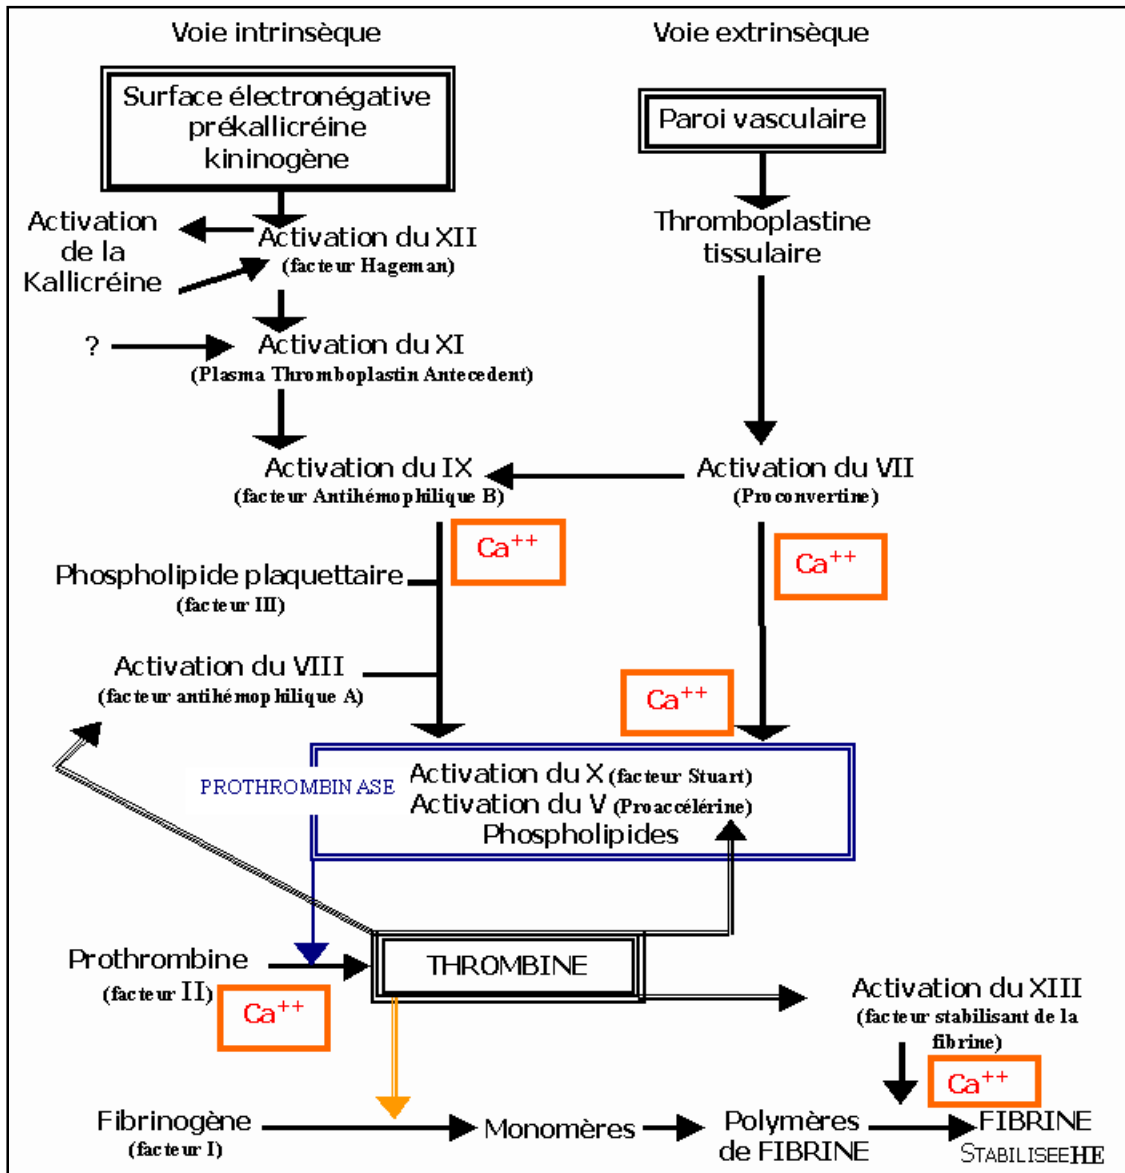 Voie intrinsèque
Voie extrinsèque
Surface électronégative
prékallicréine
kininogène
Paroi vasculaire
Activation
de la
Kallicréine
Activation du XII
(facteur Hageman)
Thromboplastine
tissulaire
?
Activation du XI
(Plasma Thromboplastin Antecedent)
Activation du IX
(facteur Antihémophilique B)
Activation du VII
(Proconvertine)
Ca++
Ca++
Phospholipide plaquettaire
(facteur III)
Activation du VIII
(facteur antihémophilique A)
Ca++
PROTHROMBINASE
Activation du X (facteur Stuart)
Activation du V (Proaccélérine)
Phospholipides
Prothrombine
(facteur II)
THROMBINE
Ca++
Activation du XIII
(facteur stabilisant de la
fibrine)
Ca++
Fibrinogène
(facteur I)
Monomères
Polymères
de FIBRINE
FIBRINE
STABILISEEHE